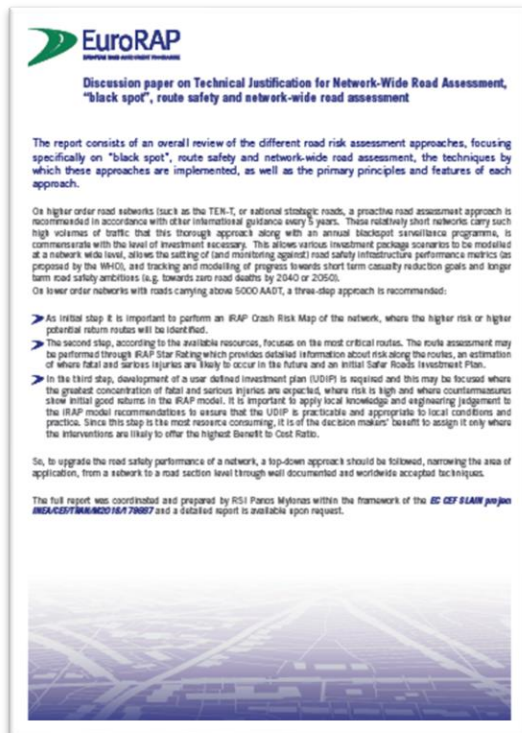 EuroRAP
EUROPEAN ROAD ASSESSMENT PROGRAMME
Discussion paper on Technical Justification for Network-Wide Road Assessment,
"black spot", route safety and network-wide road assessment
The report consists of an overall review of the different road risk assessment approaches, focusing
specifically on "black spot", route safety and network-wide road assessment, the techniques by
which these approaches are implemented, as well as the primary principles and features of each
approach.
On higher order road networks (such as the TEN-T, or national strategic roads, a proactive road assessment approach is
recommended in accordance with other international guidance every 5 years. These relatively short networks carry such
high volumes of traffic that this thorough approach along with an annual blackspot surveillance programme, is
commensurate with the level of investment necessary. This allows various investment package scenarios to be modelled
at a network wide level, allows the setting of (and monitoring against) road safety infrastructure performance metrics (as
proposed by the WHO), and tracking and modelling of progress towards short term casualty reduction goals and longer
term road safety ambitions (e.g. towards zero road deaths by 2040 or 2050).
On lower order networks with roads carrying above 5000 AADT, a three-step approach is recommended:
As initial step it is important to perform an iRAP Crash Risk Map of the network, where the higher risk or higher
potential return routes will be identified.
The second step, according to the available resources, focuses on the most critical routes. The route assessment may
be performed through iRAP Star Rating which provides detailed information about risk along the routes, an estimation
of where fatal and serious injuries are likely to occur in the future and an initial Safer Roads Investment Plan.
In the third step, development of a user defined investment plan (UDIP) is required and this may be focused where
the greatest concentration of fatal and serious injuries are expected, where risk is high and where countermeasures
show initial good returns in the iRAP model. It is important to apply local knowledge and engineering judgement to
the iRAP model recommendations to ensure that the UDIP is practicable and appropriate to local conditions and
practice. Since this step is the most resource consuming, it is of the decision makers' benefit to assign it only where
the interventions are likely to offer the highest Benefit to Cost Ratio.
So, to upgrade the road safety performance of a network, a top-down approach should be followed, narrowing the area of
application, from a network to a road section level through well documented and worldwide accepted techniques.
The full report was coordinated and prepared by RSI Panos Mylonas within the framework of the EC CEF SLAIN project
and a detailed report is available upon request.